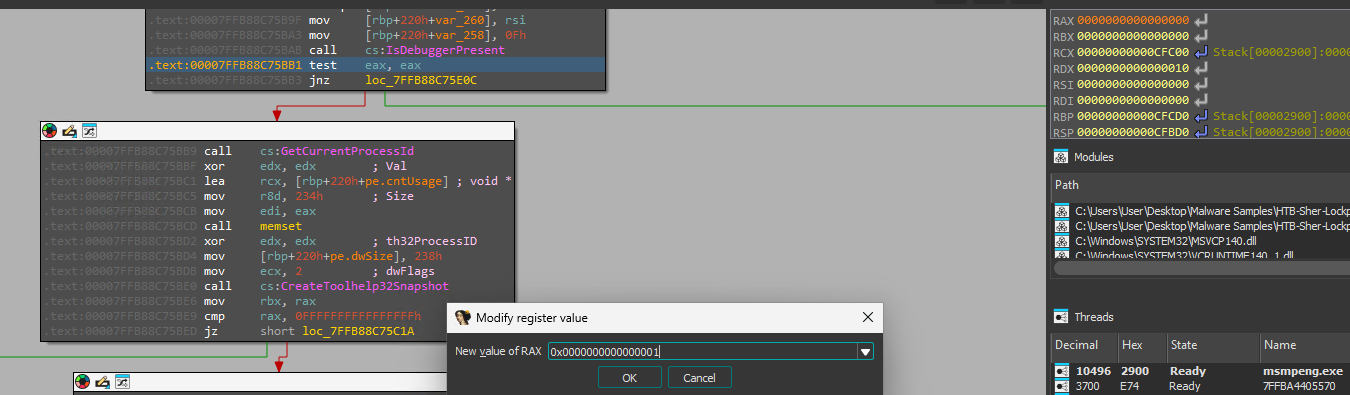 .text:00007FFB88C75B9F mov [rbp+220h+var_260], rsi
.text:00007FFB88C75BA3 mov [rbp+220h+var_258], 0Fh
.text:00007FFB88C75BAB call cs:IsDebuggerPresent
.text:00007FFB88C75BB1 test eax, eax
.text:00007FFB88C75BB3 jnz loc_7FFB88C75E0C
.text:00007FFB88C75BB9 call cs:GetCurrentProcessId
.text:00007FFB88C75BBF xor edx, edx ; Val
.text:00007FFB88C75BC1 lea rcx, [rbp+220h+pe.cntUsage] ; void *
.text:00007FFB88C75BC5 mov r8d, 234h ; Size
.text:00007FFB88C75BCB mov edi, eax
.text:00007FFB88C75BCD call memset
.text:00007FFB88C75BD2 xor edx, edx ; th32ProcessID
.text:00007FFB88C75BD4 mov [rbp+220h+pe.dwSize], 238h
.text:00007FFB88C75BDB mov ecx, 2 ; dwFlags
.text:00007FFB88C75BE0 call cs:CreateToolhelp32Snapshot
.text:00007FFB88C75BE6 mov rbx, rax
.text:00007FFB88C75BE9 cmp rax, 0FFFFFFFFFFFFFFFFh
.text:00007FFB88C75BED jz short loc_7FFB88C75C1A
Modify register value
New value of RAX 0x0000000000000001
OK Cancel
RAX 0000000000000000
RBX 0000000000000000
RCX 00000000000CFC00 Stack[00002900]:0000
RDX 0000000000000010
RSI 0000000000000000
RDI 0000000000000000
RBP 00000000000CFCD0 Stack[00002900]:0000
RSP 00000000000CFBD0 Stack[00002900]:0000
Modules
Path
C:\Users\User\Desktop\Malware Samples\HTB-Sher-Lockp
C:\Users\User\Desktop\Malware Samples\HTB-Sher-Lockp
C:\Windows\SYSTEM32\MSVCP140.dll
C:\Windows\SYSTEM32\VCRUNTIME140_1.dll
Threads
Decimal Hex State Name
10496 2900 Ready msmpeng.exe
3700 E74 Ready 7FFBA4405570